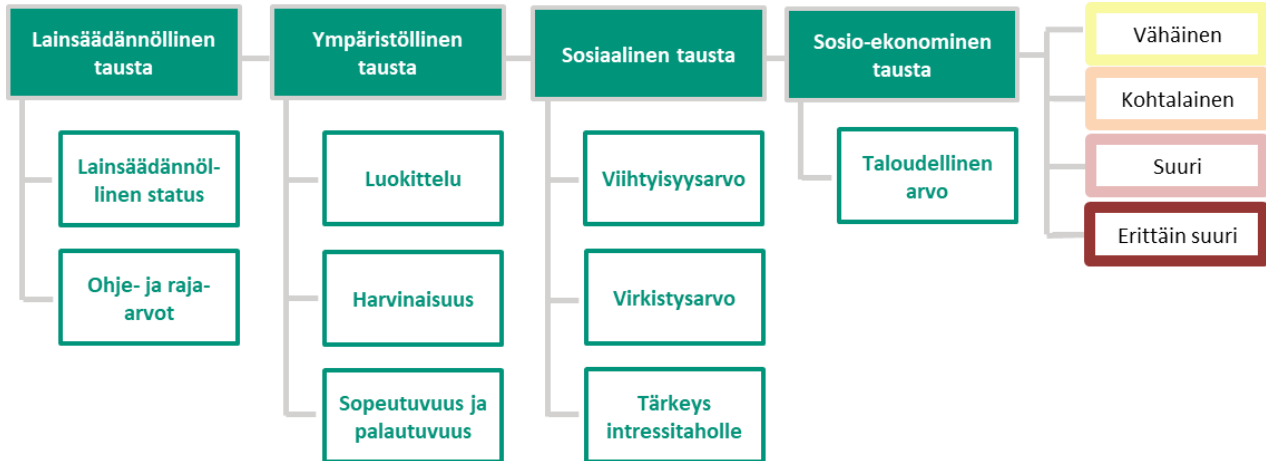 Lainsäädännöllinen
tausta
Lainsäädännöl-
linen status
Ohje- ja raja-
arvot
Ympäristöllinen
tausta
Luokittelu
Harvinaisuus
Sopeutuvuus ja
palautuvuus
Sosiaalinen tausta
Viihtyisyysarvo
Virkistysarvo
Tärkeys
intressitaholle
Sosio-ekonominen
tausta
Taloudellinen
arvo
Vähäinen
Kohtalainen
Suuri
Erittäin suuri